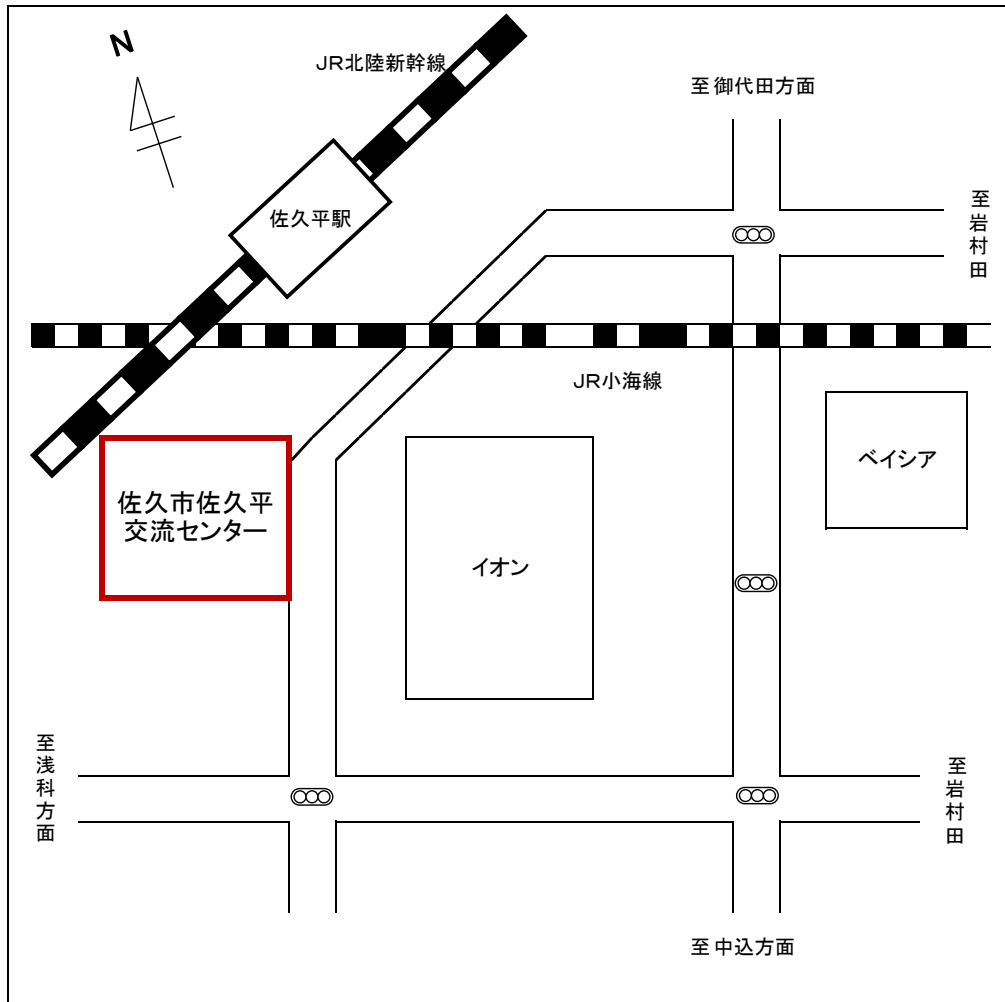 N
JR北陸新幹線
至 御代田方面
至岩村田
佐久平駅
JR小海線
ベイシア
佐久市佐久平
交流センター
イオン
至浅科方面
至岩村田
至 中込方面